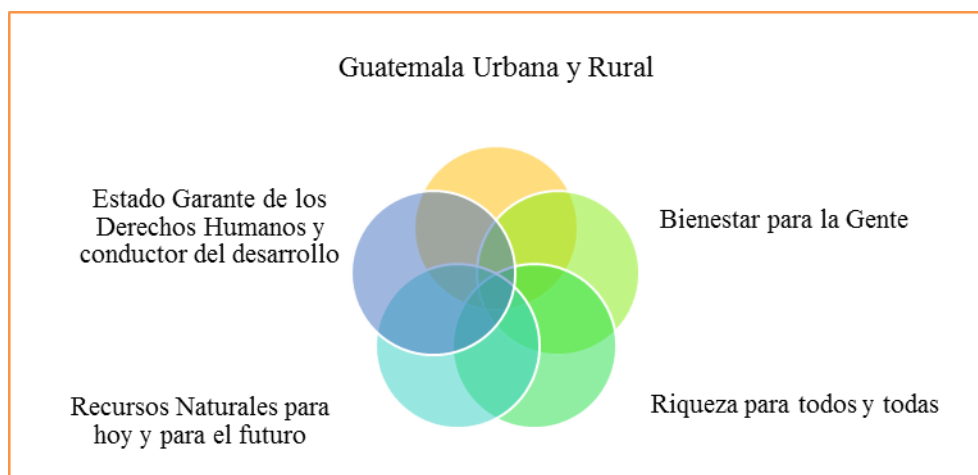 Guatemala Urbana y Rural
Estado Garante de los
Derechos Humanos y
conductor del desarrollo
Bienestar para la Gente
Recursos Naturales para
hoy y para el futuro
Riqueza para todos y todas